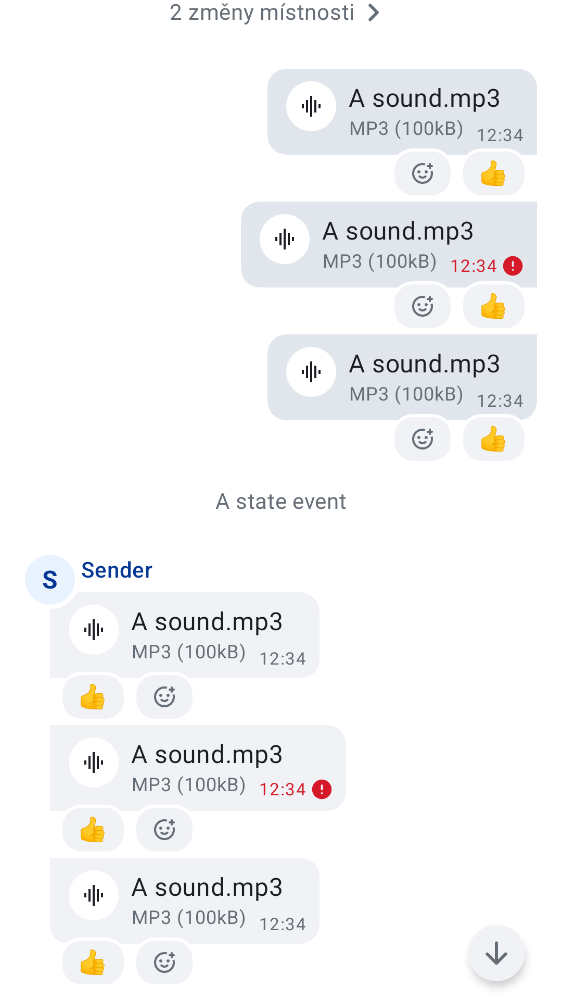 2 změny místnosti
A sound.mp3
MP3 (100kB) 12:34
👍
A sound.mp3
MP3 (100kB) 12:34
👍
A sound.mp3
MP3 (100kB) 12:34
👍
A state event
S Sender
A sound.mp3
MP3 (100kB) 12:34
👍
A sound.mp3
MP3 (100kB) 12:34
👍
A sound.mp3
MP3 (100kB) 12:34
👍